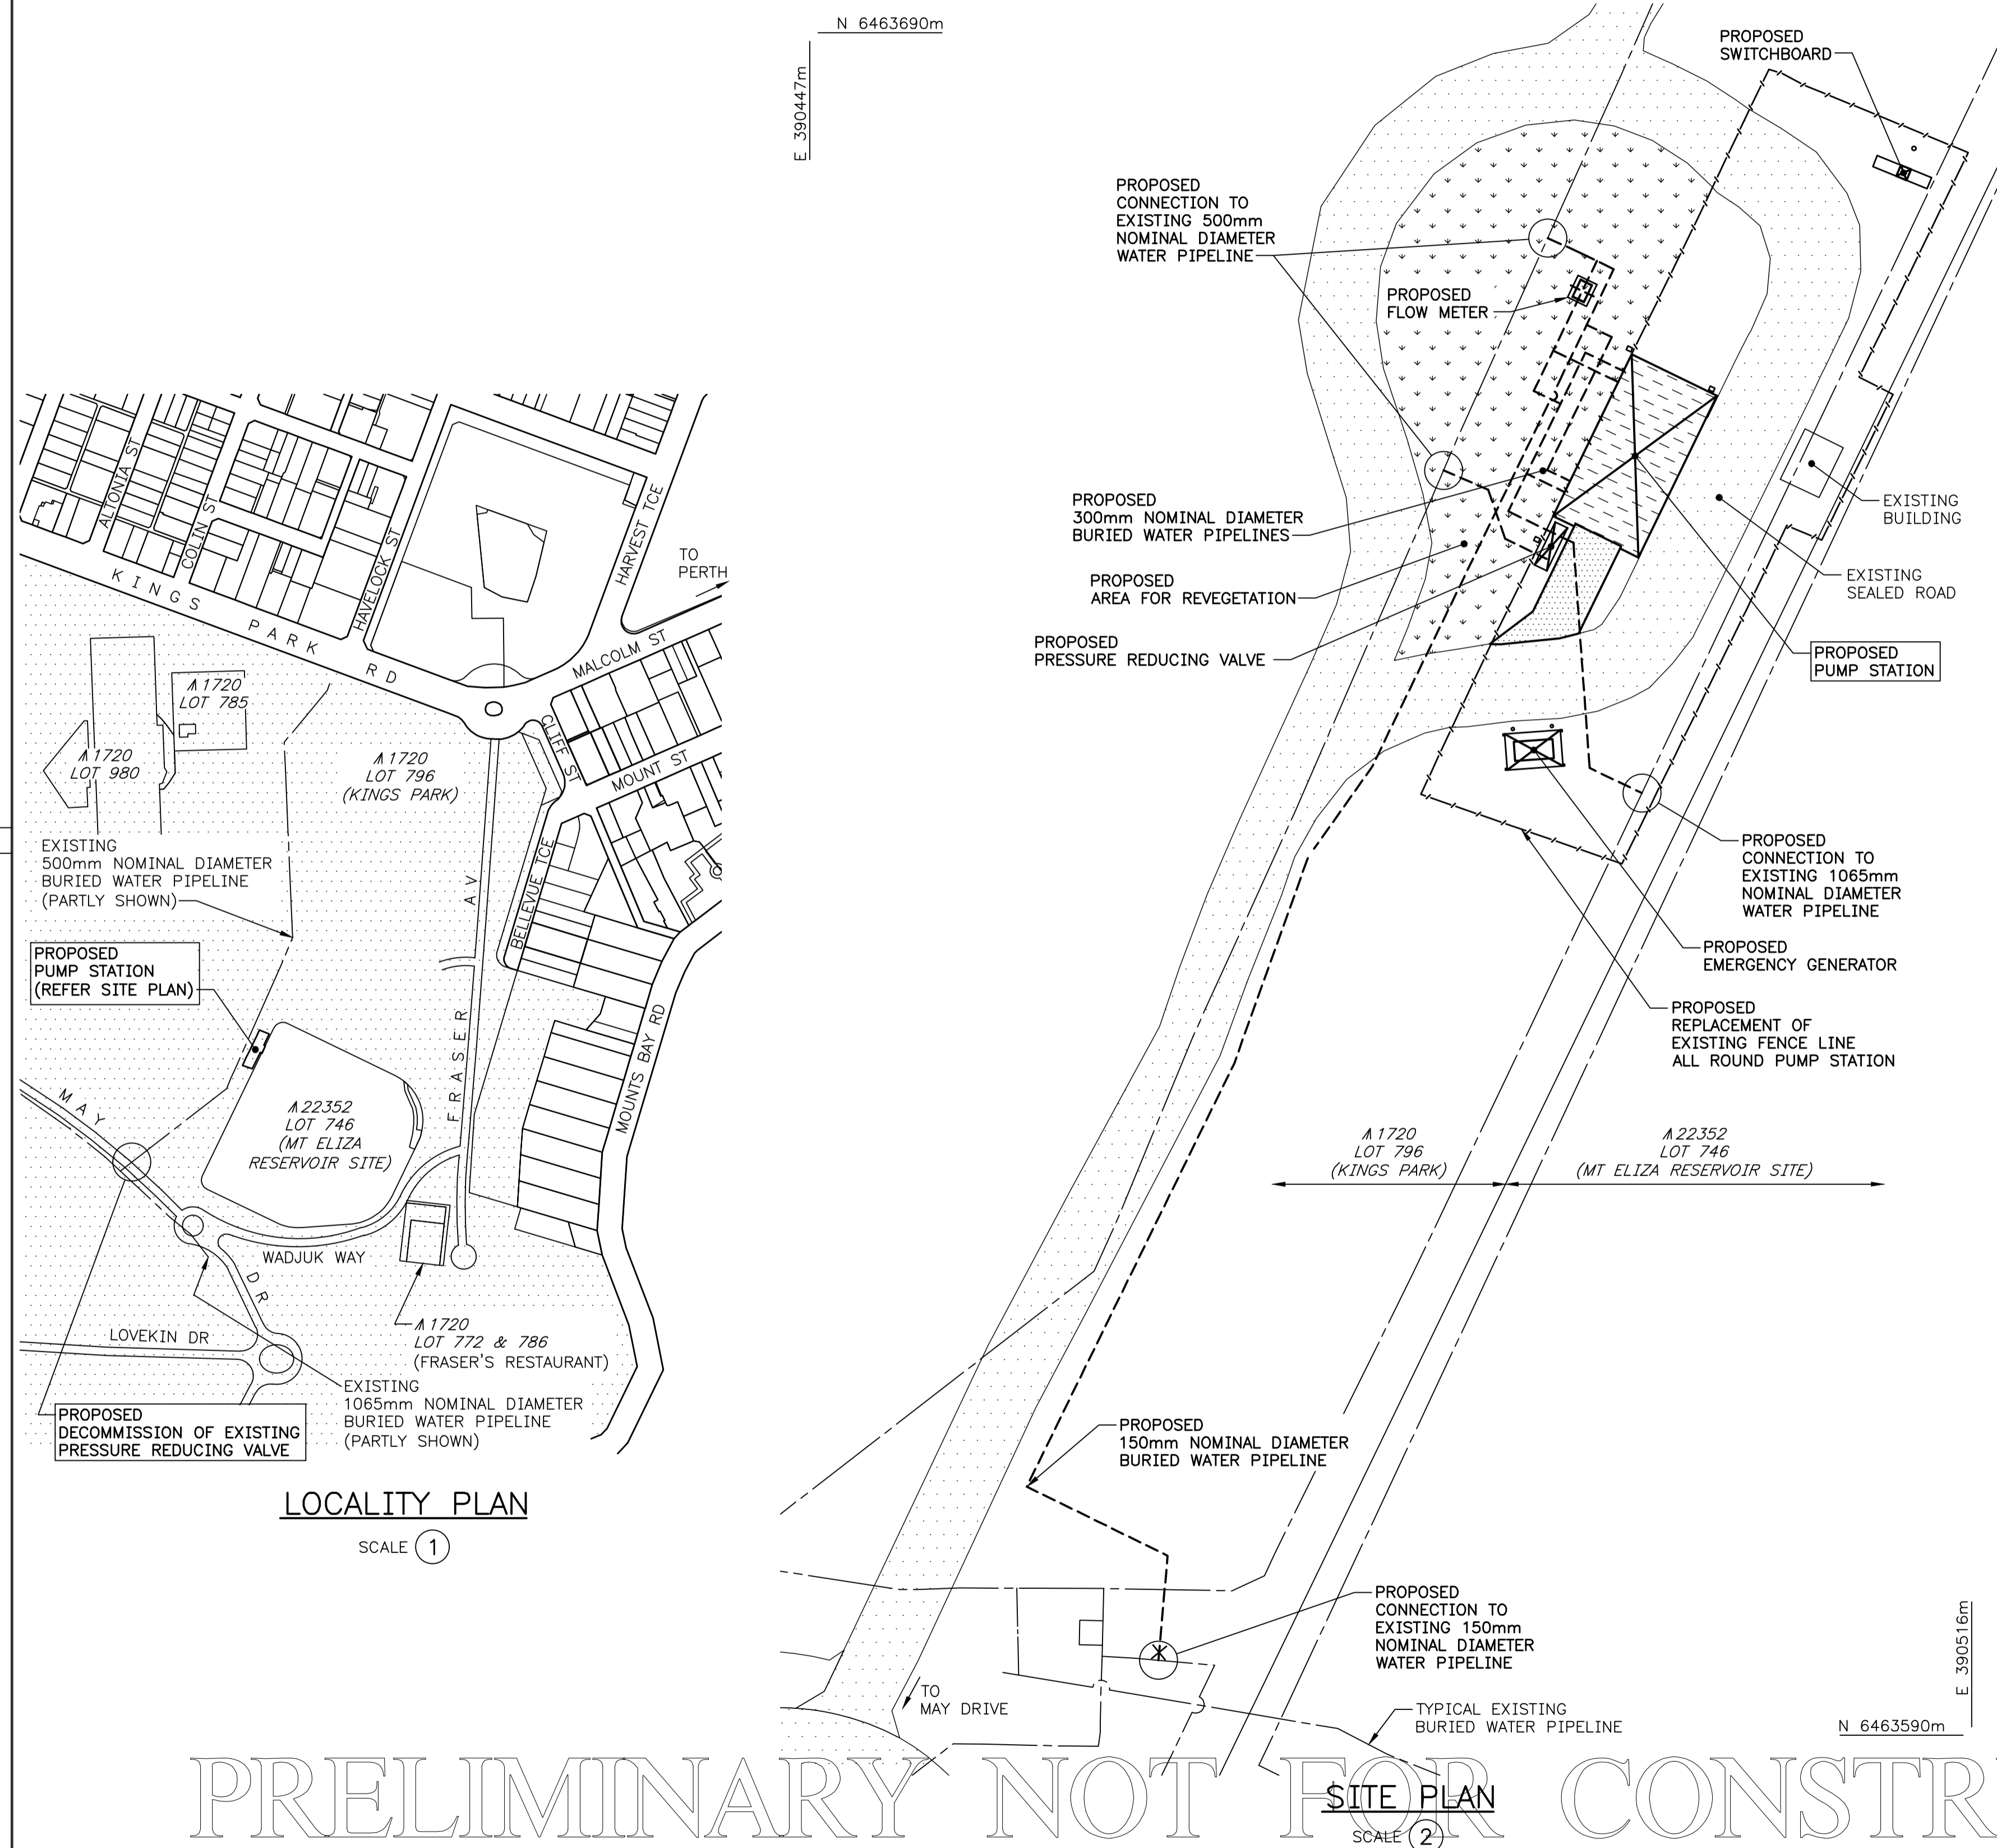 N 6463690m
E 390447m
ALTONIA ST
COLIN ST
HAVELOCK ST
HARVEST TCE
TO
PERTH
KINGS PARK RD
MALCOLM ST
CLIFF ST
MOUNT ST
1720
LOT 785
1720
LOT 980
1720
LOT 796
(KINGS PARK)
EXISTING
500mm NOMINAL DIAMETER
BURIED WATER PIPELINE
(PARTLY SHOWN)
BELLEVUE TCE
FRASER AV
MOUNTS BAY RD
PROPOSED
PUMP STATION
(REFER SITE PLAN)
MAY DR
22352
LOT 746
(MT ELIZA
RESERVOIR SITE)
WADJUK WAY
LOVEKIN DR
1720
LOT 772 & 786
(FRASER'S RESTAURANT)
EXISTING
1065mm NOMINAL DIAMETER
BURIED WATER PIPELINE
(PARTLY SHOWN)
PROPOSED
DECOMMISSION OF EXISTING
PRESSURE REDUCING VALVE
LOCALITY PLAN
SCALE 1
PROPOSED
SWITCHBOARD
PROPOSED
CONNECTION TO
EXISTING 500mm
NOMINAL DIAMETER
WATER PIPELINE
PROPOSED
FLOW METER
PROPOSED
300mm NOMINAL DIAMETER
BURIED WATER PIPELINES
PROPOSED
AREA FOR REVEGETATION
PROPOSED
PRESSURE REDUCING VALVE
EXISTING
BUILDING
EXISTING
SEALED ROAD
PROPOSED
PUMP STATION
PROPOSED
CONNECTION TO
EXISTING 1065mm
NOMINAL DIAMETER
WATER PIPELINE
PROPOSED
EMERGENCY GENERATOR
PROPOSED
REPLACEMENT OF
EXISTING FENCE LINE
ALL ROUND PUMP STATION
1720
LOT 796
(KINGS PARK)
22352
LOT 746
(MT ELIZA RESERVOIR SITE)
PROPOSED
150mm NOMINAL DIAMETER
BURIED WATER PIPELINE
PROPOSED
CONNECTION TO
EXISTING 150mm
NOMINAL DIAMETER
WATER PIPELINE
TO
MAY DRIVE
TYPICAL EXISTING
BURIED WATER PIPELINE
E 390516m
N 6463590m
PRELIMINARY NOT FOR CONSTR
SITE PLAN
SCALE 2